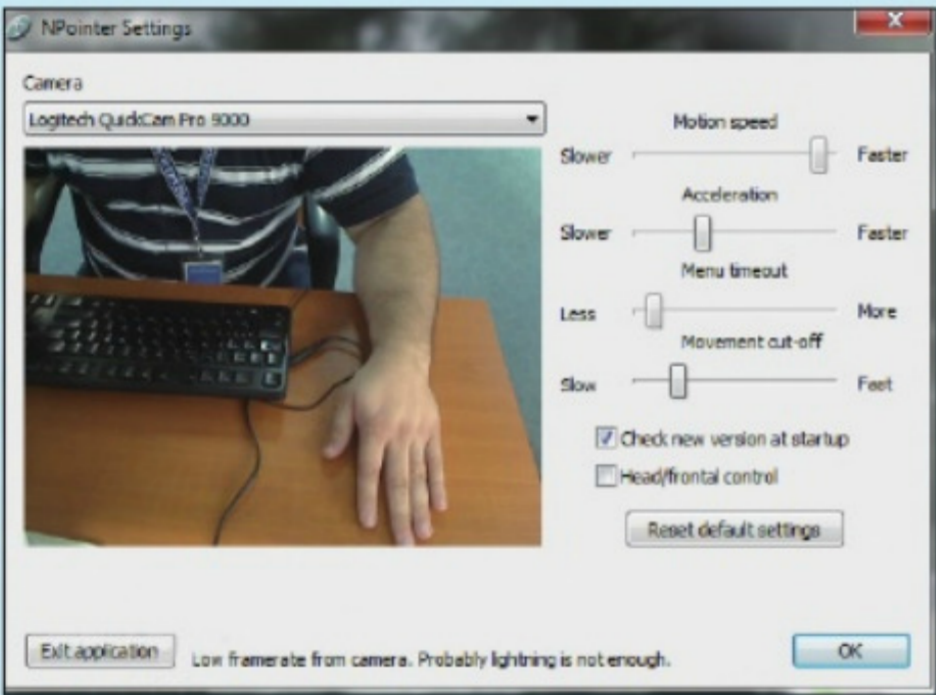 NPointer Settings
Camera
Logitech QuickCam Pro 9000
Motion speed
Slower Faster
Acceleration
Slower Faster
Menu timeout
Less More
Movement cut-off
Slow Fast
Check new version at startup
Head/frontal control
Reset default settings
Exit application
Low framerate from camera. Probably lightning is not enough.
OK